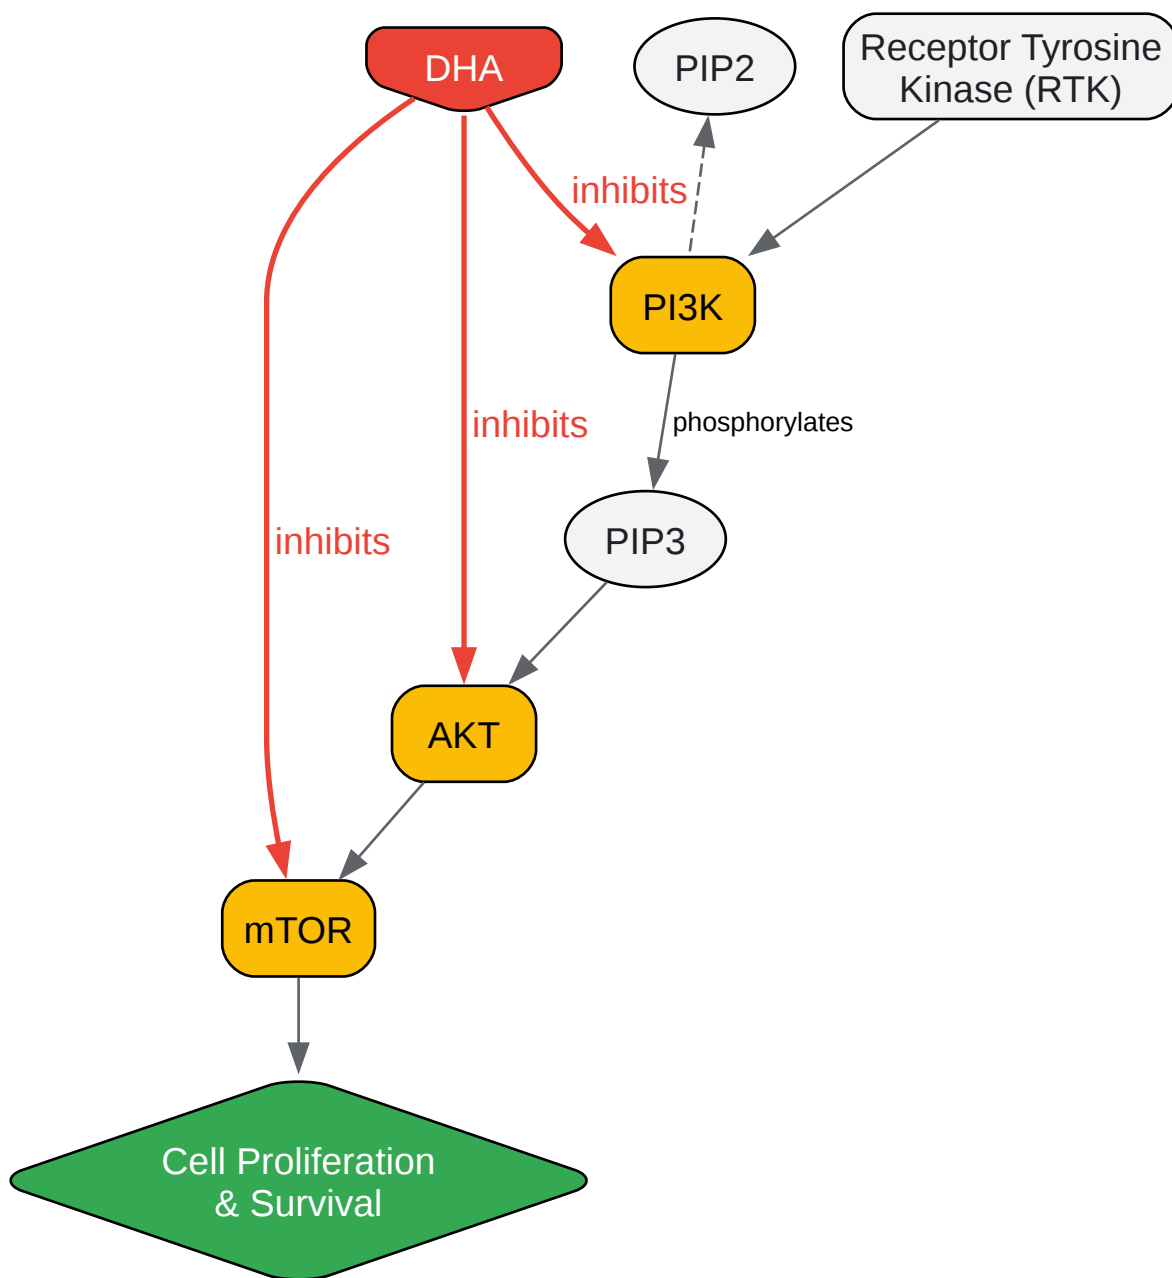 DHA
PIP2
Receptor Tyrosine
Kinase (RTK)
inhibits
PI3K
inhibits
phosphorylates
inhibits
PIP3
AKT
mTOR
Cell Proliferation
& Survival